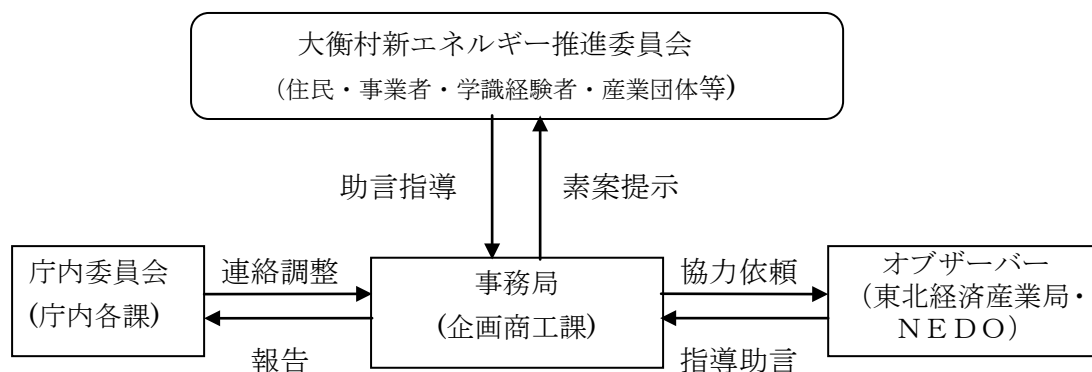 大衡村新エネルギー推進委員会
(住民・事業者・学識経験者・産業団体等)
助言指導
素案提示
庁内委員会
(庁内各課)
連絡調整
報告
事務局
(企画商工課)
協力依頼
指導助言
オブザーバー
（東北経済産業局・
ＮＥＤＯ）